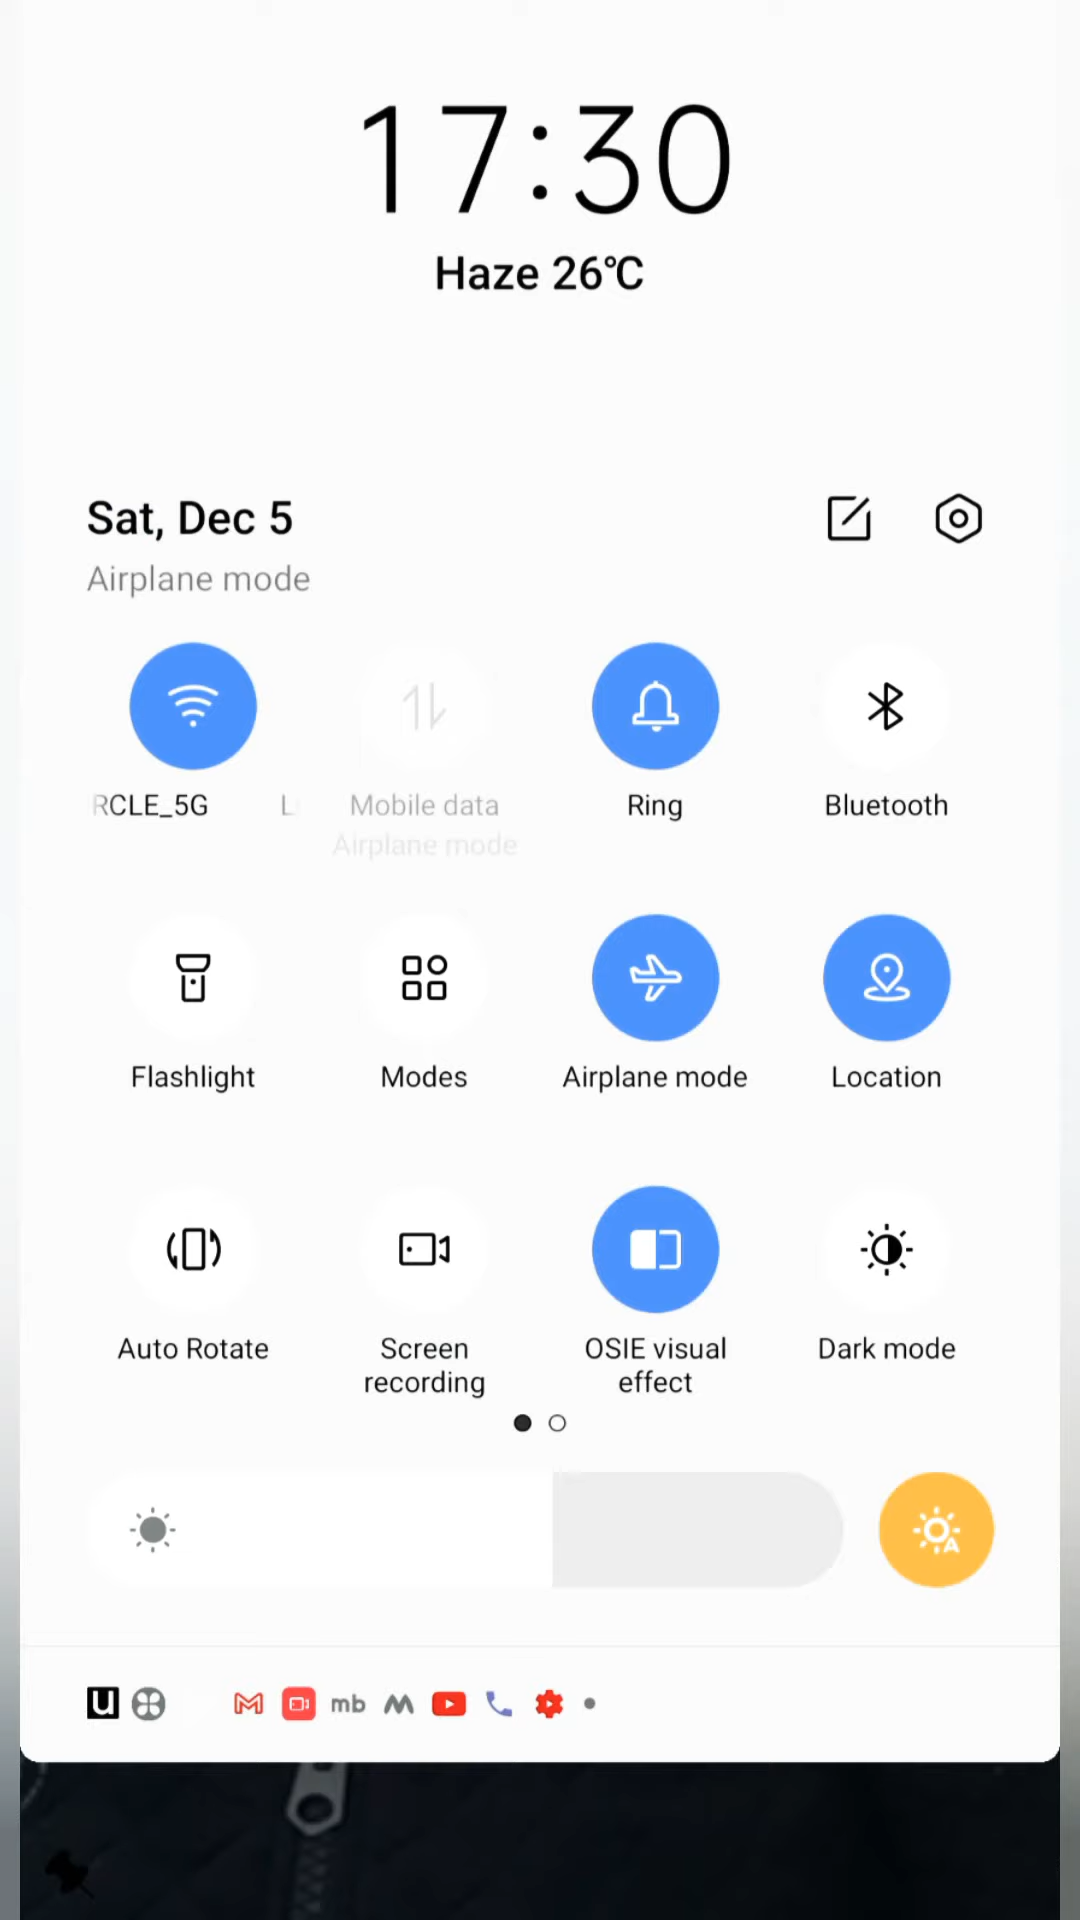 17:30
Haze 26°C
Sat, Dec 5
Airplane mode
RCLE_5G
Mobile data
Ring
Bluetooth
Airplane mode
Flashlight
Modes
Airplane mode
Location
Auto Rotate
Screen recording
OSIE visual effect
Dark mode
A
U
mb